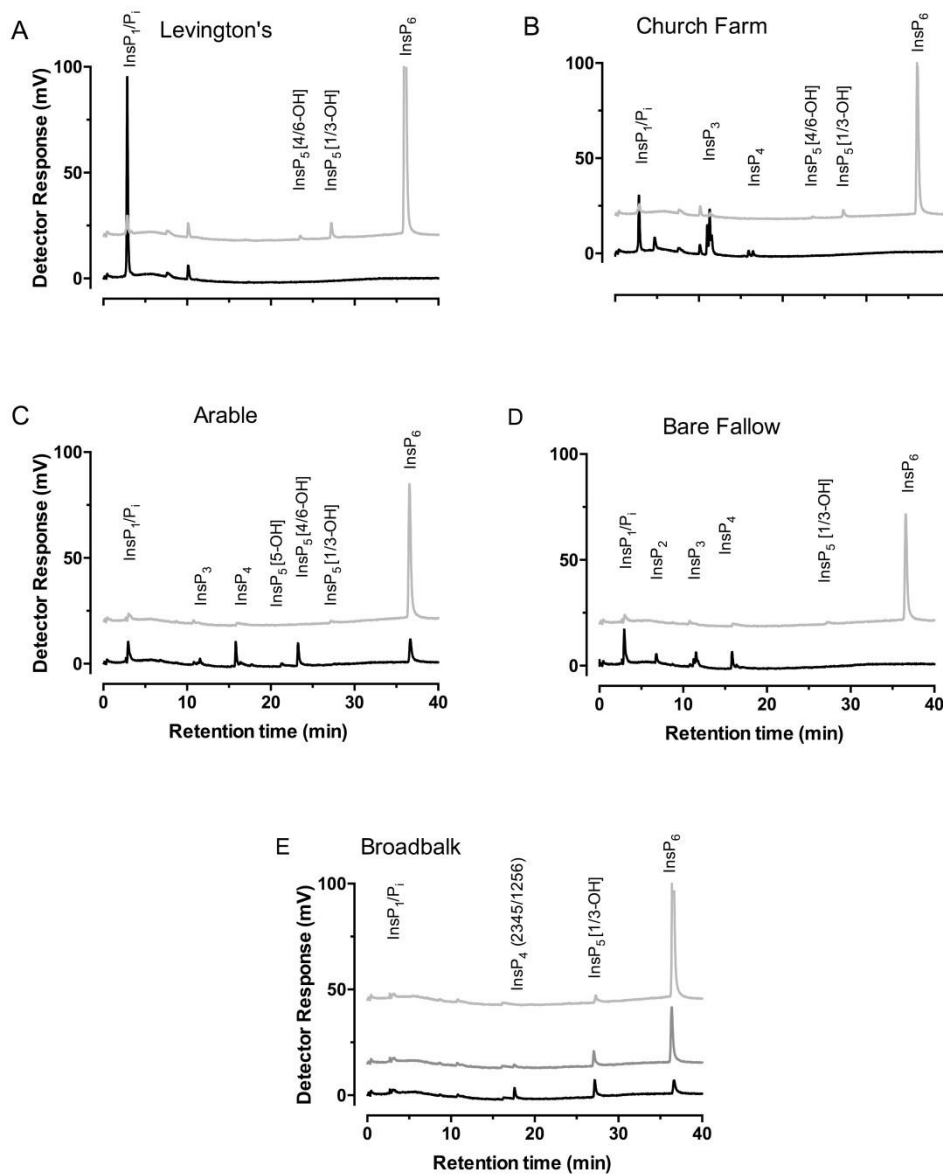 A
Levington's
InsP1/Pi
InsP5 [4/6-OH]
InsP5 [1/3-OH]
InsP6
Detector Response (mV)
100
50
0
B
Church Farm
InsP1/Pi
InsP3
InsP4
InsP5 [4/6-OH]
InsP5 [1/3-OH]
InsP6
Detector Response (mV)
100
50
0
C
Arable
InsP1/Pi
InsP3
InsP4
InsP5 [5-OH]
InsP5 [4/6-OH]
InsP5 [1/3-OH]
InsP6
Detector Response (mV)
100
50
0
0 10 20 30 40
Retention time (min)
D
Bare Fallow
InsP1/Pi
InsP2
InsP3
InsP4
InsP5 [1/3-OH]
InsP6
Detector Response (mV)
100
50
0
0 10 20 30 40
Retention time (min)
E
Broadbalk
InsP1/Pi
InsP4 (2345/1256)
InsP5 [1/3-OH]
InsP6
Detector Response (mV)
100
50
0
0 10 20 30 40
Retention time (min)